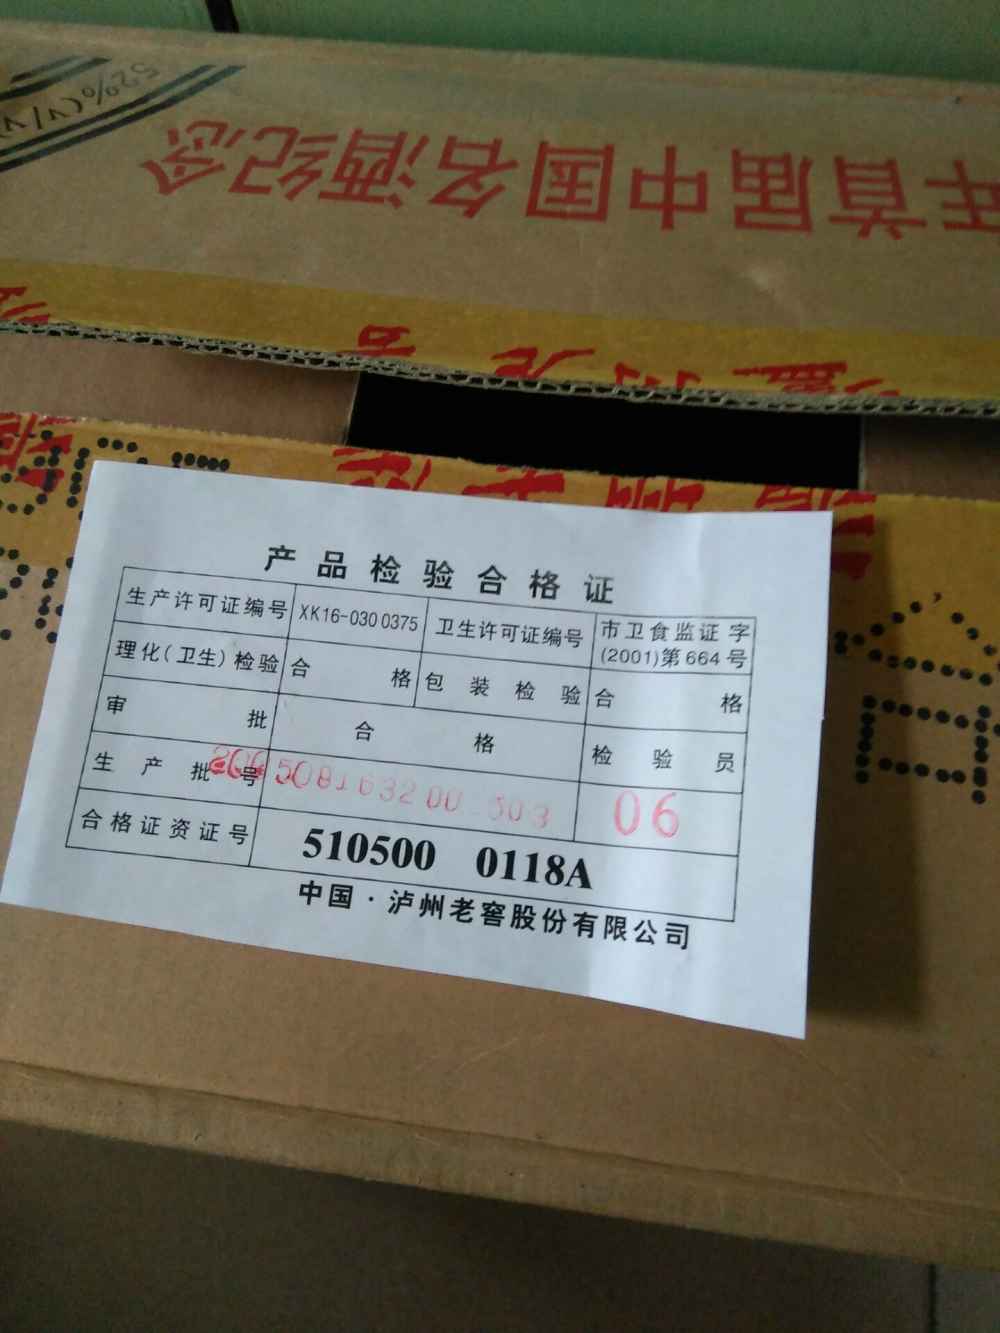 52%(V/V)
年首届中国名酒纪念
产品检验合格证
生产许可证编号 XK16-030 0375 卫生许可证编号 市卫食监证字
(2001)第664号
理化(卫生)检验 合格 包装检验 合格
审批 合格 检验员
生产批号 06
合格证资证号 510500 0118A
中国·泸州老窖股份有限公司